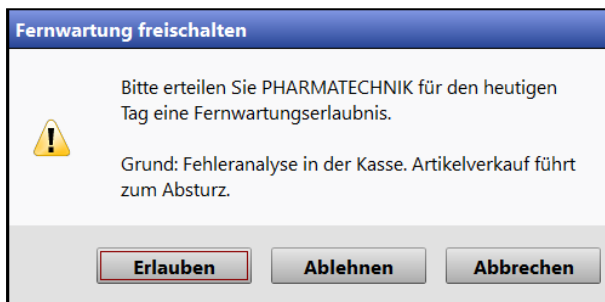 Fernwartung freischalten
Bitte erteilen Sie PHARMATECHNIK für den heutigen
Tag eine Fernwartungserlaubnis.
Grund: Fehleranalyse in der Kasse. Artikelverkauf führt
zum Absturz.
Erlauben Ablehnen Abbrechen